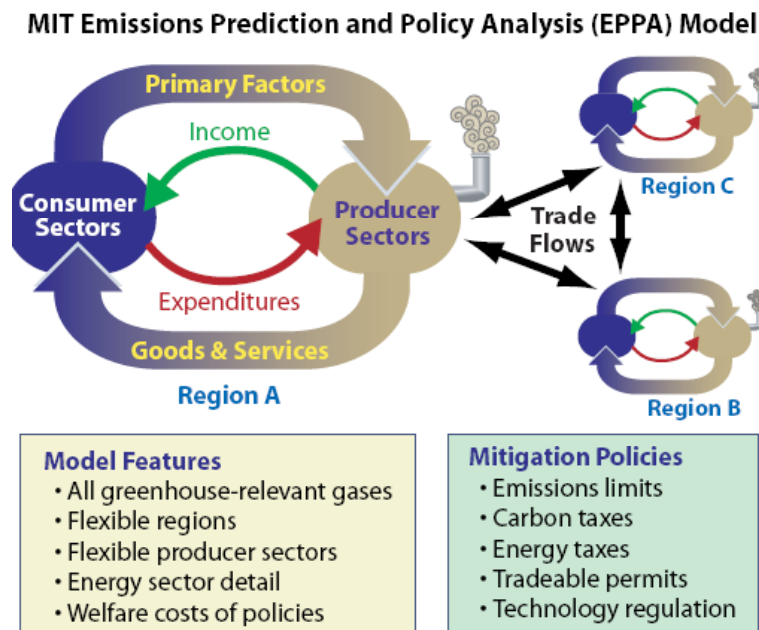 MIT Emissions Prediction and Policy Analysis (EPPA) Model
Primary Factors
Income
Consumer
Sectors
Producer
Sectors
Expenditures
Goods & Services
Region A
Trade
Flows
Region C
Region B
Model Features
• All greenhouse-relevant gases
• Flexible regions
• Flexible producer sectors
• Energy sector detail
• Welfare costs of policies
Mitigation Policies
• Emissions limits
• Carbon taxes
• Energy taxes
• Tradeable permits
• Technology regulation